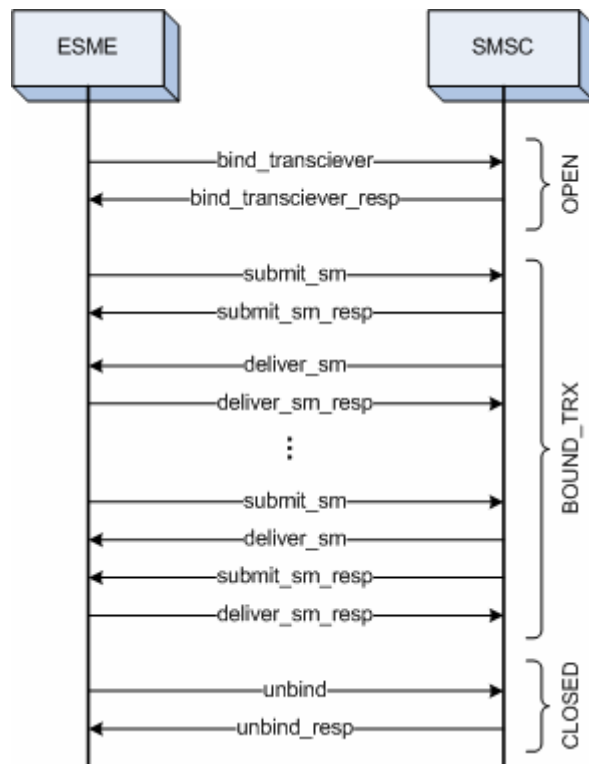 ESME
SMSC
bind_transciever
bind_transciever_resp
OPEN
submit_sm
submit_sm_resp
deliver_sm
deliver_sm_resp
⋮
submit_sm
deliver_sm
submit_sm_resp
deliver_sm_resp
BOUND_TRX
unbind
unbind_resp
CLOSED